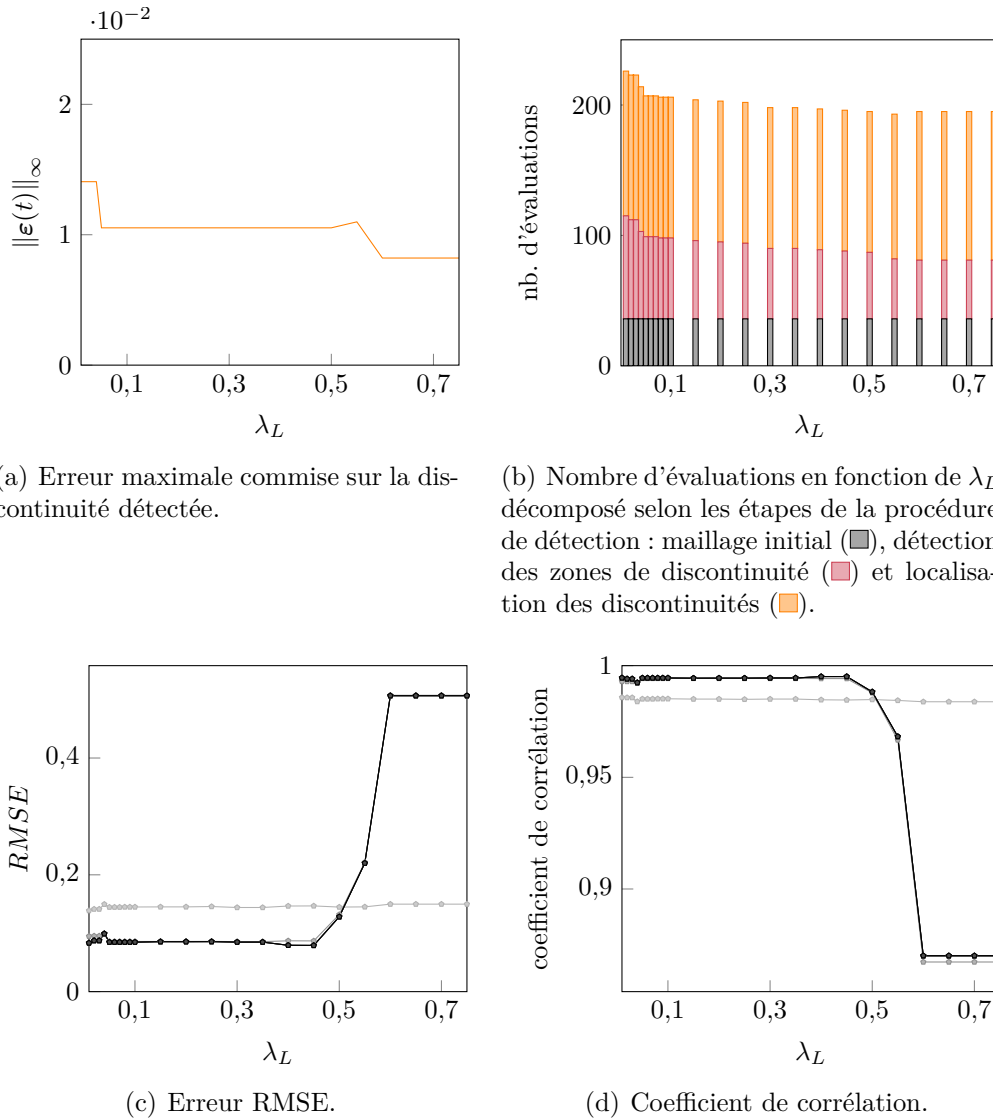 ·10−2
2
1
0
‖ε(t)‖∞
0,1 0,3 0,5 0,7
λL
200
100
0
nb. d'évaluations
0,1 0,3 0,5 0,7
λL
a) Erreur maximale commise sur la dis-
continuité détectée.
(b) Nombre d'évaluations en fonction de λL
décomposé selon les étapes de la procédure
de détection : maillage initial (), détection
des zones de discontinuité () et localisa-
tion des discontinuités ().
0,4
0,2
0
RMSE
0,1 0,3 0,5 0,7
λL
(c) Erreur RMSE.
1
0,95
0,9
coefficient de corrélation
0,1 0,3 0,5 0,7
λL
(d) Coefficient de corrélation.